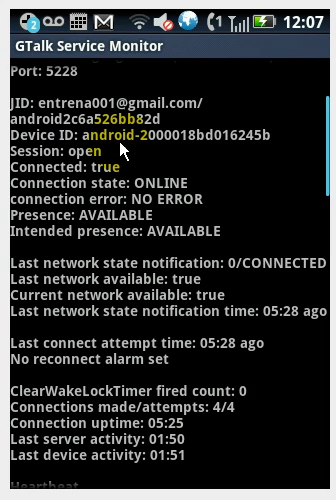 2
1
12:07
GTalk Service Monitor
Port: 5228
JID: entrena001@gmail.com/
android2c6a526bb82d
Device ID: android-2000018bd016245b
Session: open
Connected: true
Connection state: ONLINE
connection error: NO ERROR
Presence: AVAILABLE
Intended presence: AVAILABLE
Last network state notification: 0/CONNECTED
Last network available: true
Current network available: true
Last network state notification time: 05:28 ago
Last connect attempt time: 05:28 ago
No reconnect alarm set
ClearWakeLockTimer fired count: 0
Connections made/attempts: 4/4
Connection uptime: 05:25
Last server activity: 01:50
Last device activity: 01:51
Heartbeat